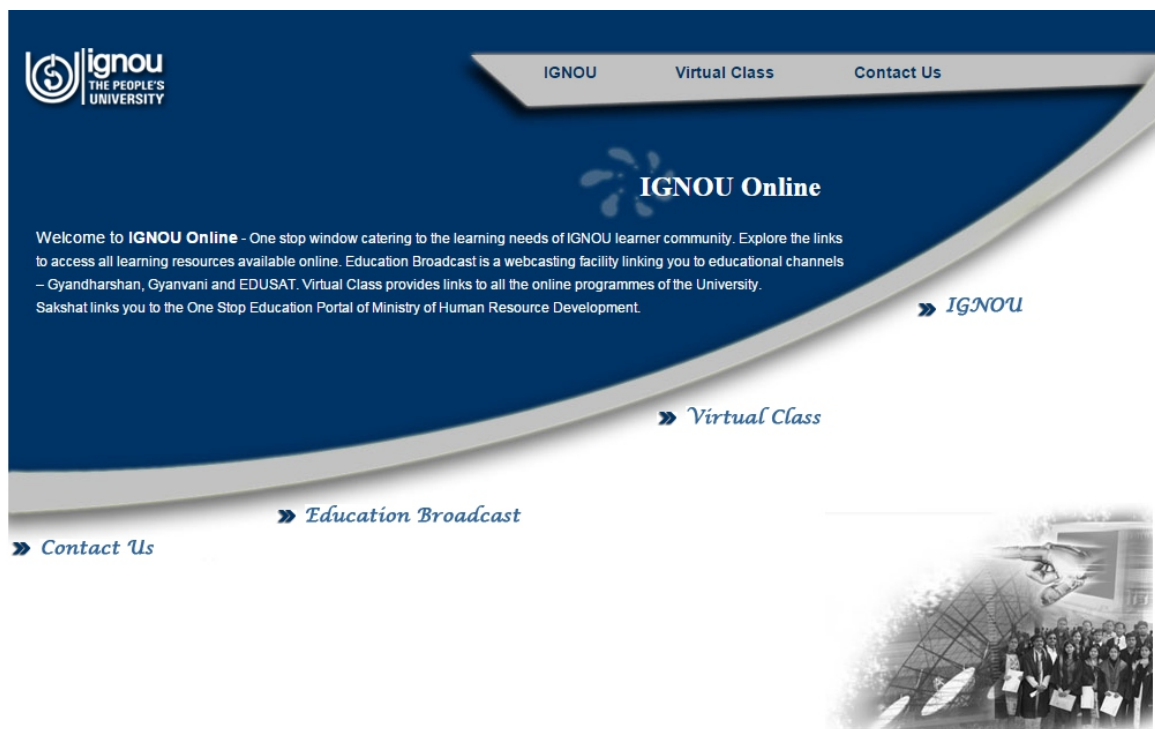 ignou
THE PEOPLE'S
UNIVERSITY
IGNOU Virtual Class Contact Us
IGNOU Online
Welcome to IGNOU Online - One stop window catering to the learning needs of IGNOU learner community. Explore the links
to access all learning resources available online. Education Broadcast is a webcasting facility linking you to educational channels
– Gyandharshan, Gyanvani and EDUSAT. Virtual Class provides links to all the online programmes of the University.
Sakshat links you to the One Stop Education Portal of Ministry of Human Resource Development.
IGNOU
Virtual Class
Education Broadcast
Contact Us